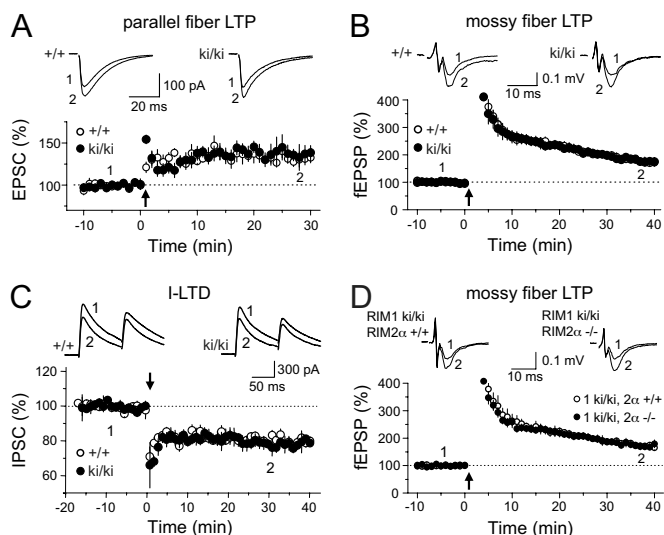 A
parallel fiber LTP
+/+
ki/ki
1
2
100 pA
20 ms
EPSC (%)
150
100
+/+
ki/ki
1
2
-10 0 10 20 30
Time (min)
B
mossy fiber LTP
+/+
ki/ki
1
2
1
2
0.1 mV
10 ms
fEPSP (%)
400
300
200
100
0
+/+
ki/ki
1
2
-10 0 10 20 30 40
Time (min)
C
I-LTD
+/+
ki/ki
1
2
300 pA
50 ms
IPSC (%)
120
100
80
60
1
2
+/+
ki/ki
-20 -10 0 10 20 30 40
Time (min)
D
mossy fiber LTP
RIM1 ki/ki
RIM2α +/+
RIM1 ki/ki
RIM2α -/-
1
2
1
2
0.1 mV
10 ms
fEPSP (%)
400
300
200
100
0
1 ki/ki, 2α +/+
1 ki/ki, 2α -/-
1
2
-10 0 10 20 30 40
Time (min)